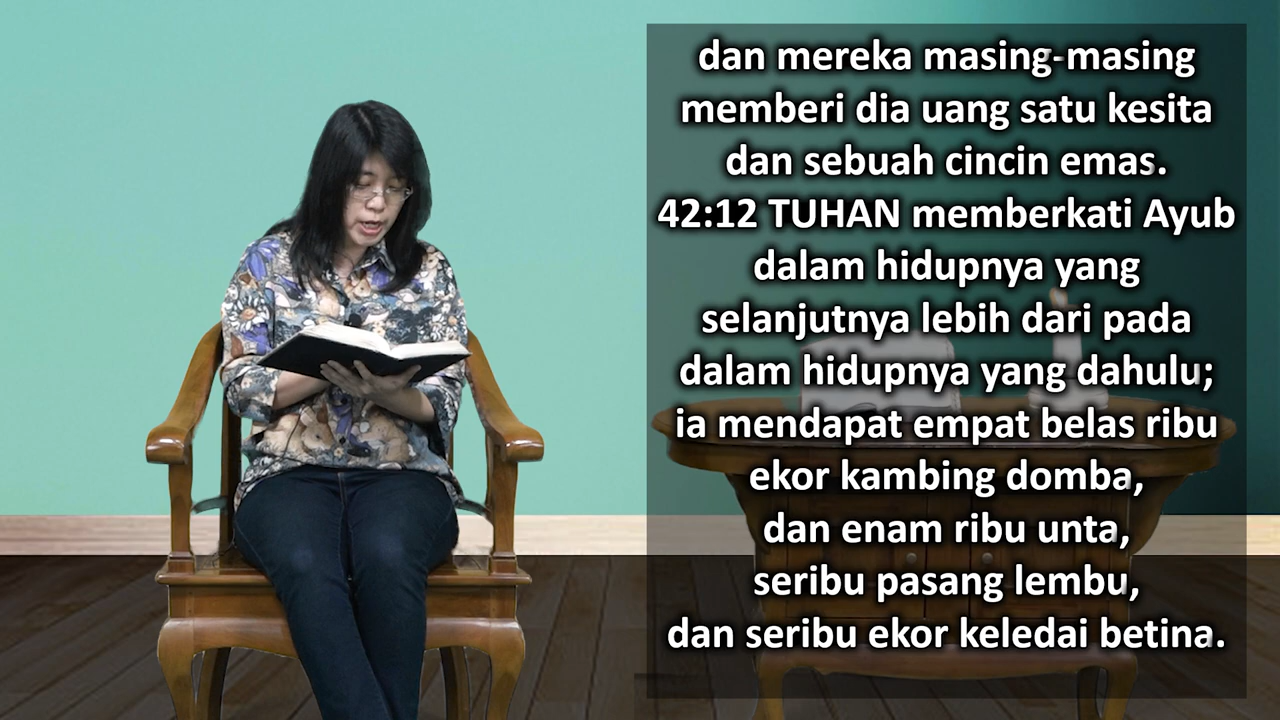 dan mereka masing-masing
memberi dia uang satu kesita
dan sebuah cincin emas.
42:12 TUHAN memberkati Ayub
dalam hidupnya yang
selanjutnya lebih dari pada
dalam hidupnya yang dahulu;
ia mendapat empat belas ribu
ekor kambing domba,
dan enam ribu unta,
seribu pasang lembu,
dan seribu ekor keledai betina.